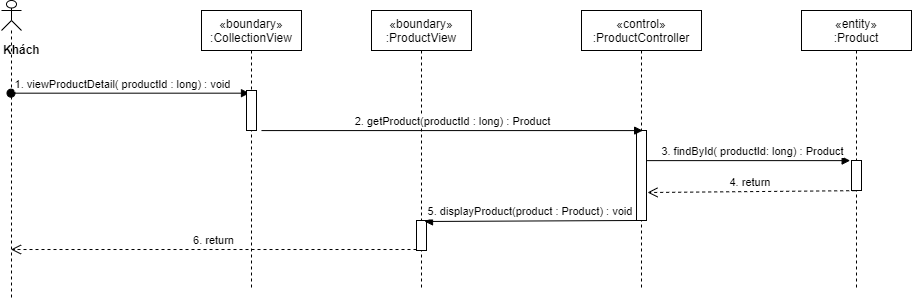 «boundary»
:CollectionView
«boundary»
:ProductView
«control»
:ProductController
«entity»
:Product
Khách
1. viewProductDetail( productId : long) : void
2. getProduct(productId : long) : Product
3. findById( productId: long) : Product
4. return
5. displayProduct(product : Product) : void
6. return